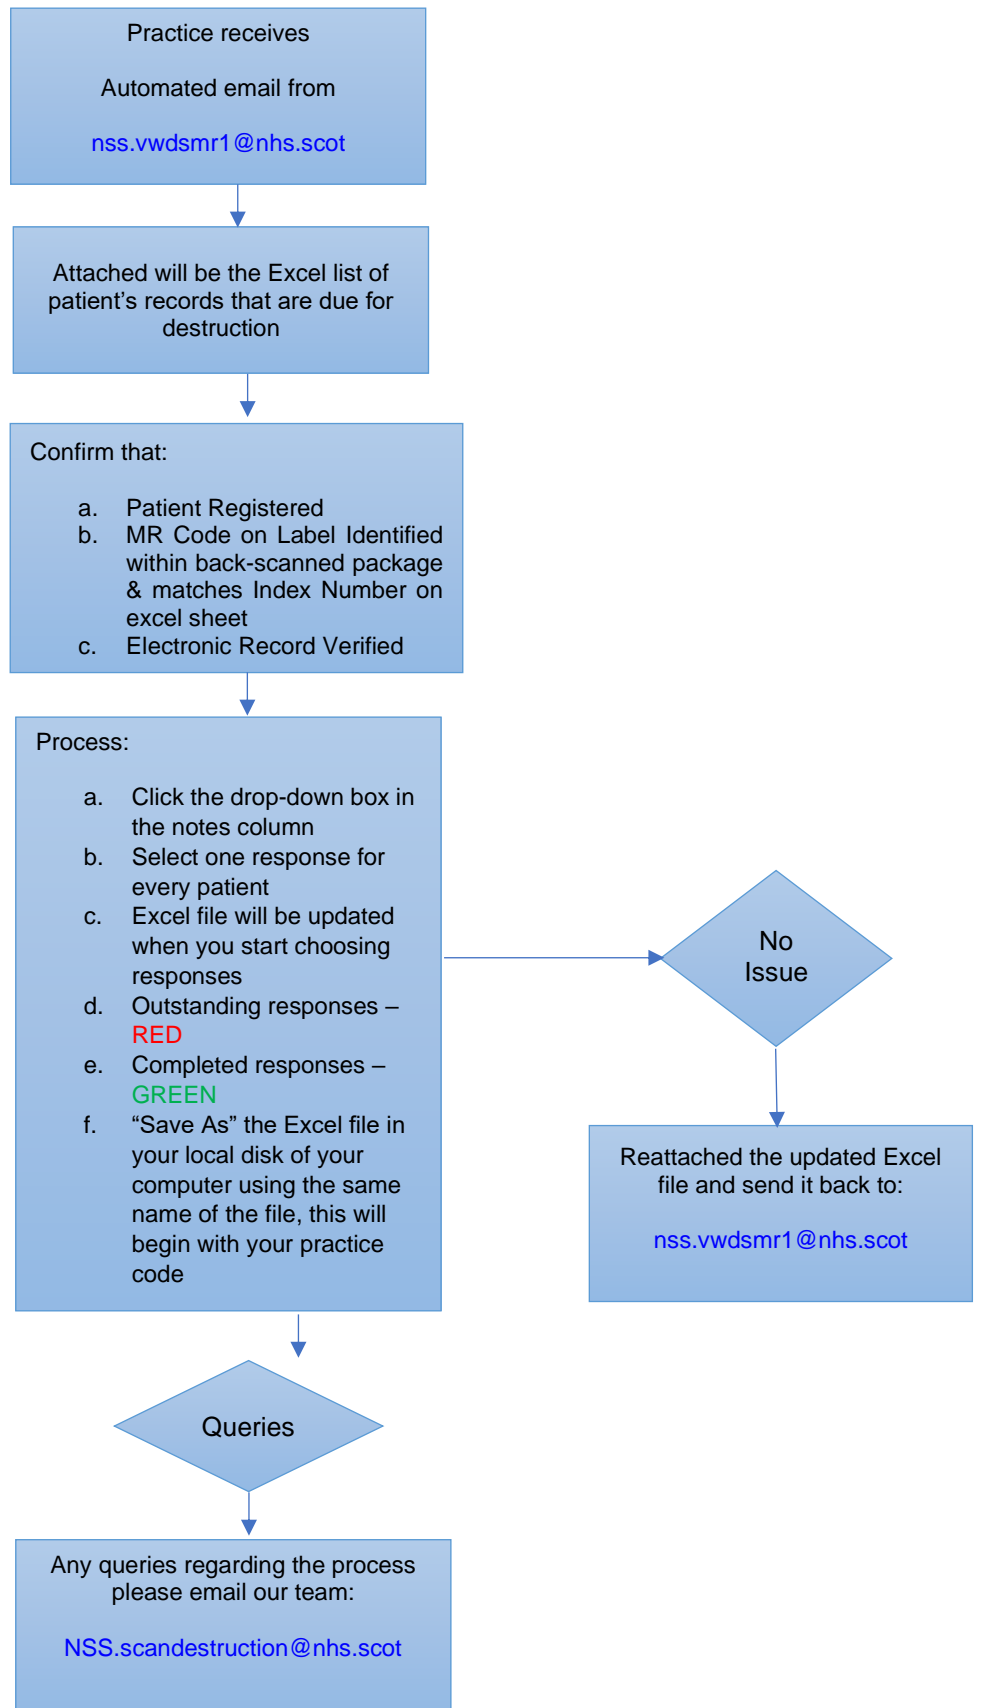 Practice receives
Automated email from
nss.vwdsmr1@nhs.scot
Attached will be the Excel list of
patient’s records that are due for
destruction
Confirm that:
a. Patient Registered
b. MR Code on Label Identified
within back-scanned package
& matches Index Number on
excel sheet
c. Electronic Record Verified
Process:
a. Click the drop-down box in
the notes column
b. Select one response for
every patient
c. Excel file will be updated
when you start choosing
responses
d. Outstanding responses –
RED
e. Completed responses –
GREEN
f. “Save As” the Excel file in
your local disk of your
computer using the same
name of the file, this will
begin with your practice
code
No
Issue
Reattached the updated Excel
file and send it back to:
nss.vwdsmr1@nhs.scot
Queries
Any queries regarding the process
please email our team:
NSS.scandestruction@nhs.scot